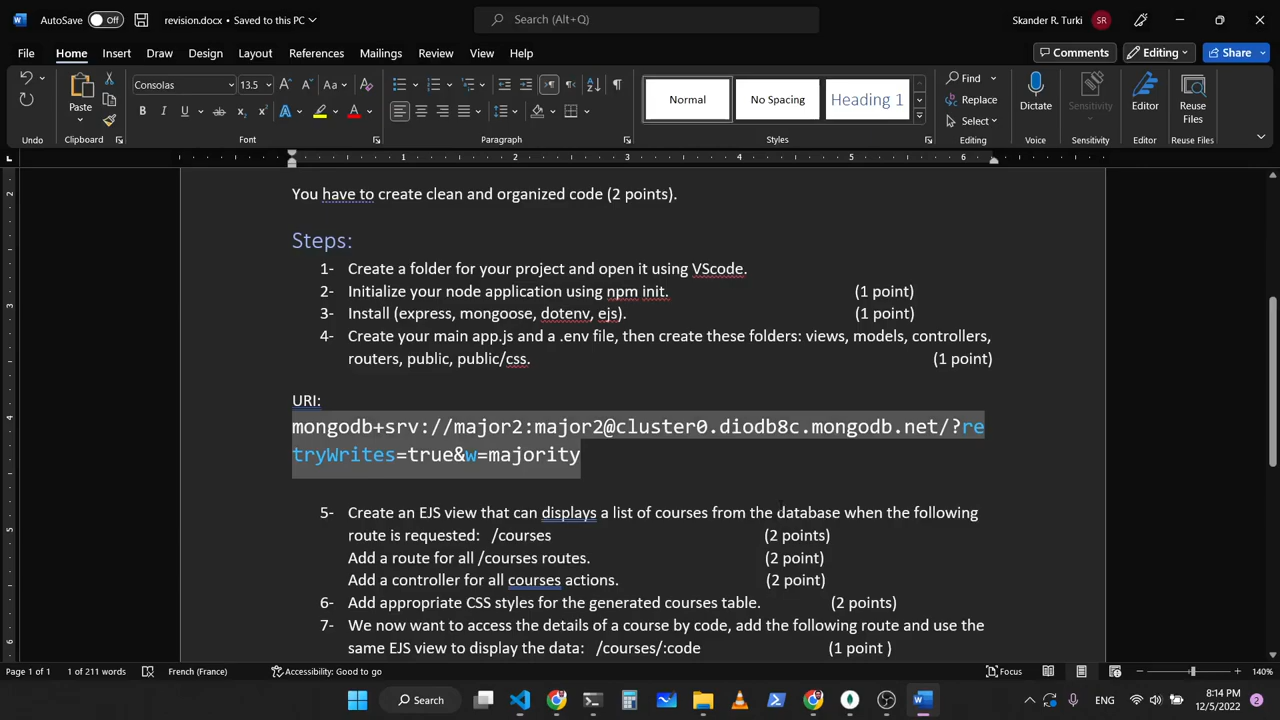 AutoSave Off revision.docx - Saved to this PC Search (Alt+Q) Skander R. Turki SR
File Home Insert Draw Design Layout References Mailings Review View Help Comments Editing Share
Paste Consolas 13.5 Normal No Spacing Heading 1 Find Replace Select Dictate Sensitivity Editor Reuse Files
Clipboard Font Paragraph Styles Editing Voice Sensitivity Editor Reuse Files
1 2 3 4 5 6
You have to create clean and organized code (2 points).
Steps:
1- Create a folder for your project and open it using VScode.
2- Initialize your node application using npm init. (1 point)
3- Install (express, mongoose, dotenv, ejs). (1 point)
4- Create your main app.js and a .env file, then create these folders: views, models, controllers,
routers, public, public/css. (1 point)
URI:
mongodb+srv://major2:major2@cluster0.diodb8c.mongodb.net/?re
tryWrites=true&w=majority
5- Create an EJS view that can displays a list of courses from the database when the following
route is requested: /courses (2 points)
Add a route for all /courses routes. (2 point)
Add a controller for all courses actions. (2 point)
6- Add appropriate CSS styles for the generated courses table. (2 points)
7- We now want to access the details of a course by code, add the following route and use the
same EJS view to display the data: /courses/:code (1 point )
Page 1 of 1 1 of 211 words French (France) Accessibility: Good to go Focus 140%
Search ENG 8:14 PM
12/5/2022 2